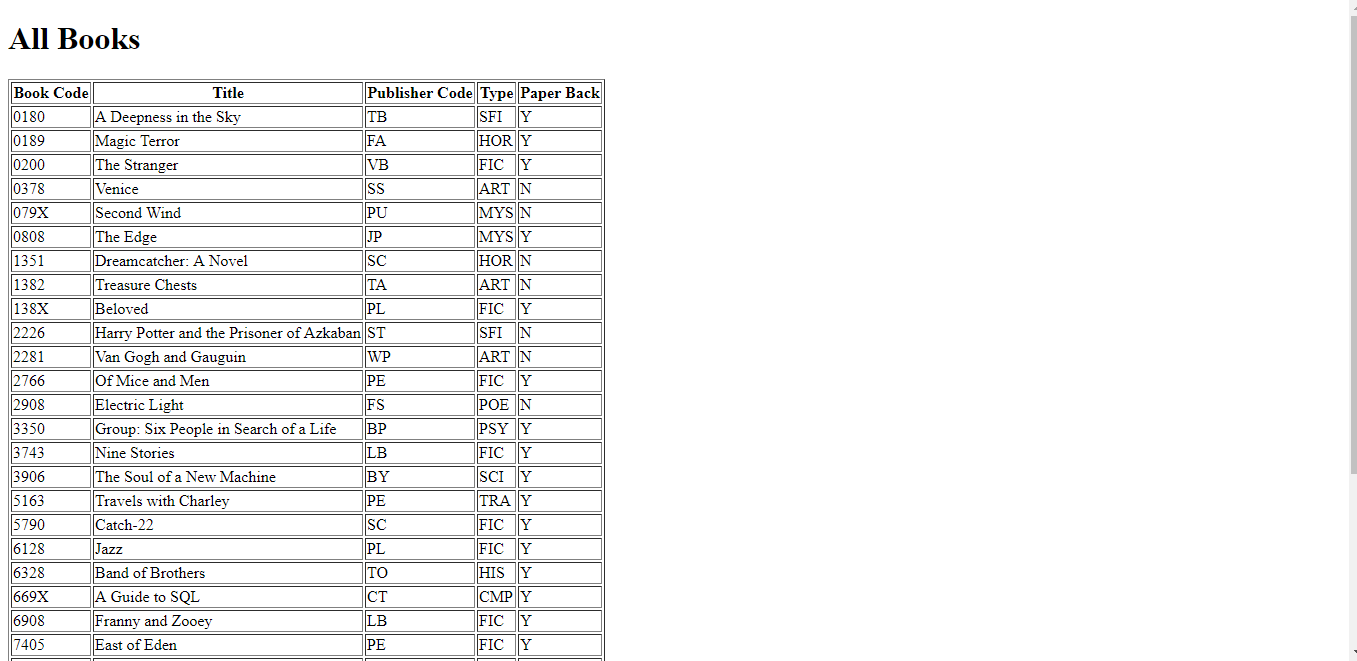 All Books
Book Code Title Publisher Code Type Paper Back
0180 A Deepness in the Sky TB SFI Y
0189 Magic Terror FA HOR Y
0200 The Stranger VB FIC Y
0378 Venice SS ART N
079X Second Wind PU MYS N
0808 The Edge JP MYS Y
1351 Dreamcatcher: A Novel SC HOR N
1382 Treasure Chests TA ART N
138X Beloved PL FIC Y
2226 Harry Potter and the Prisoner of Azkaban ST SFI N
2281 Van Gogh and Gauguin WP ART N
2766 Of Mice and Men PE FIC Y
2908 Electric Light FS POE N
3350 Group: Six People in Search of a Life BP PSY Y
3743 Nine Stories LB FIC Y
3906 The Soul of a New Machine BY SCI Y
5163 Travels with Charley PE TRA Y
5790 Catch-22 SC FIC Y
6128 Jazz PL FIC Y
6328 Band of Brothers TO HIS Y
669X A Guide to SQL CT CMP Y
6908 Franny and Zooey LB FIC Y
7405 East of Eden PE FIC Y